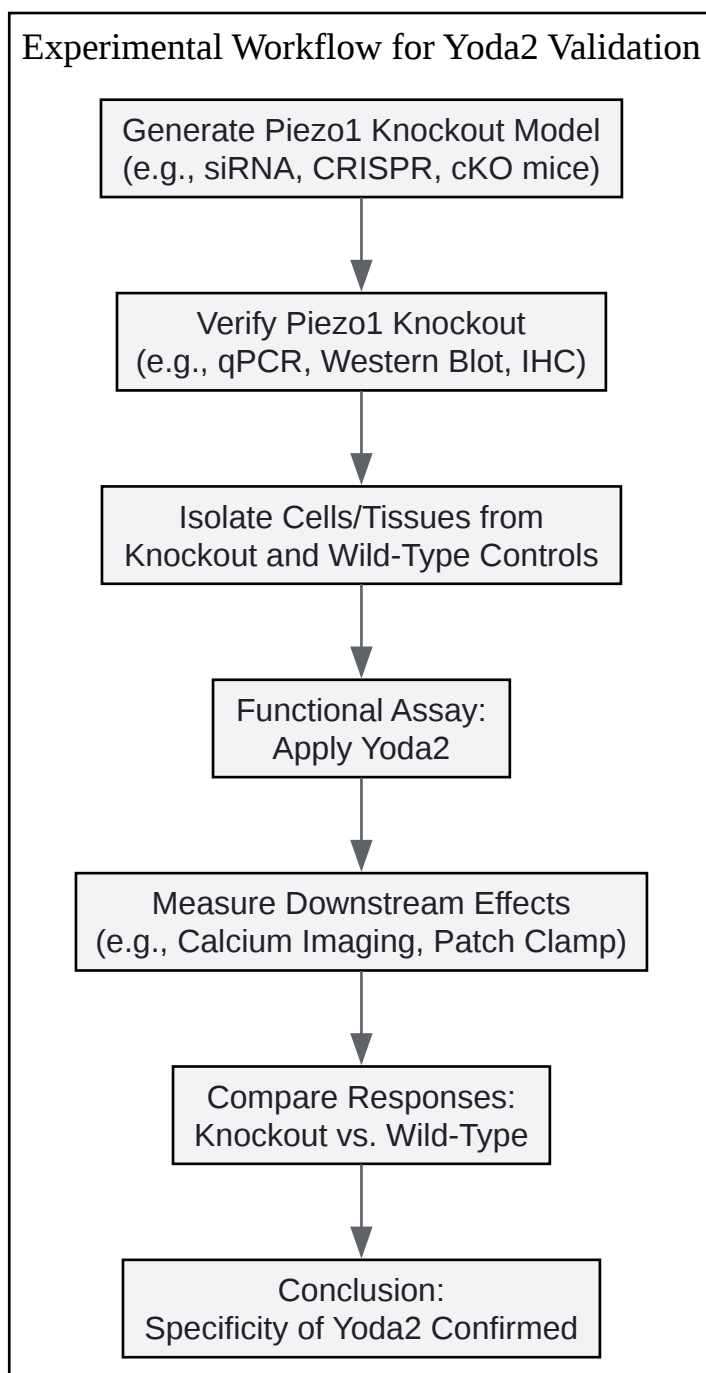 Experimental Workflow for Yoda2 Validation
Generate Piezo1 Knockout Model
(e.g., siRNA, CRISPR, cKO mice)
Verify Piezo1 Knockout
(e.g., qPCR, Western Blot, IHC)
Isolate Cells/Tissues from
Knockout and Wild-Type Controls
Functional Assay:
Apply Yoda2
Measure Downstream Effects
(e.g., Calcium Imaging, Patch Clamp)
Compare Responses:
Knockout vs. Wild-Type
Conclusion:
Specificity of Yoda2 Confirmed